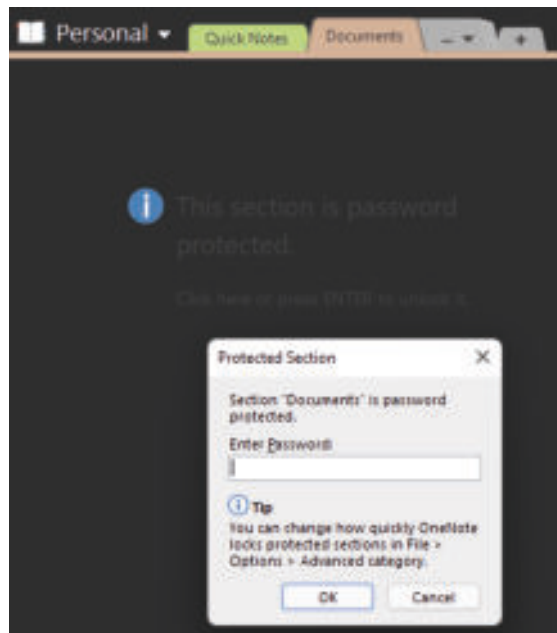 Personal
Quick Notes
Documents
+
This section is password
protected.
Click here or press ENTER to unlock it.
Protected Section
Section "Documents" is password
protected.
Enter Password:
Tip
You can change how quickly OneNote
locks protected sections in File >
Options > Advanced category.
OK
Cancel